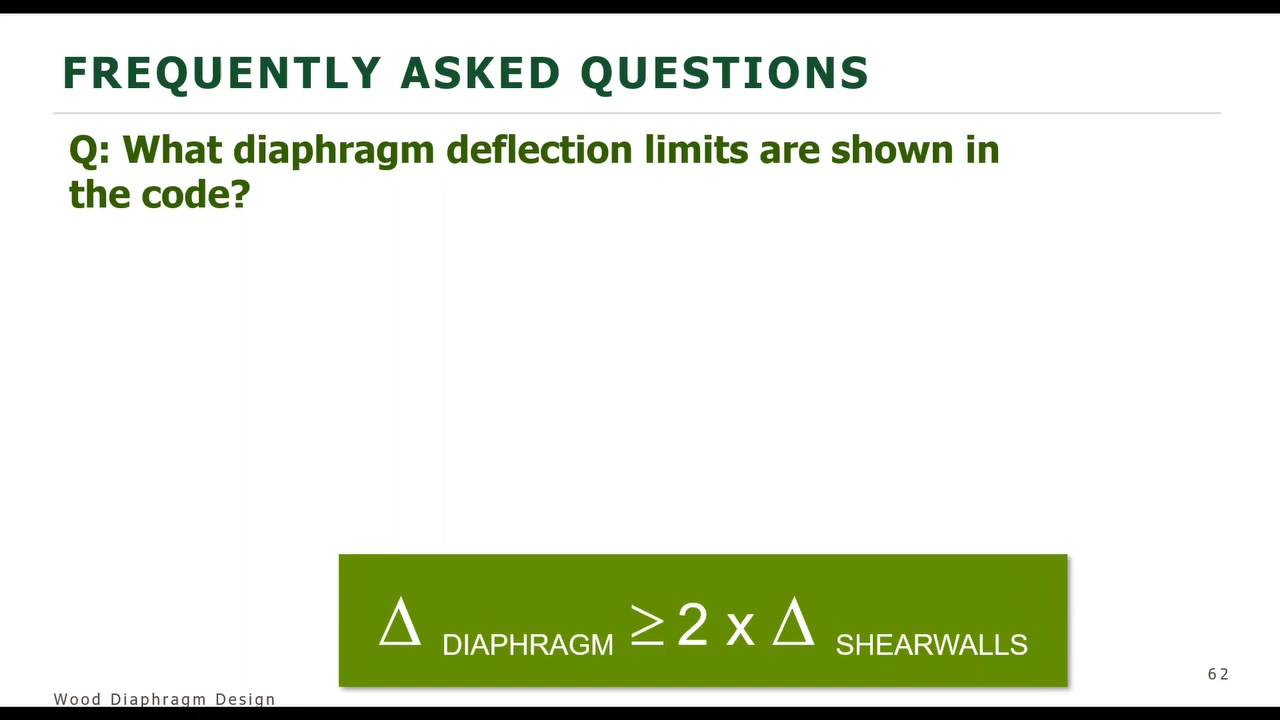 FREQUENTLY ASKED QUESTIONS
Q: What diaphragm deflection limits are shown in
the code?
Δ DIAPHRAGM ≥ 2 x Δ SHEARWALLS
62
Wood Diaphragm Design